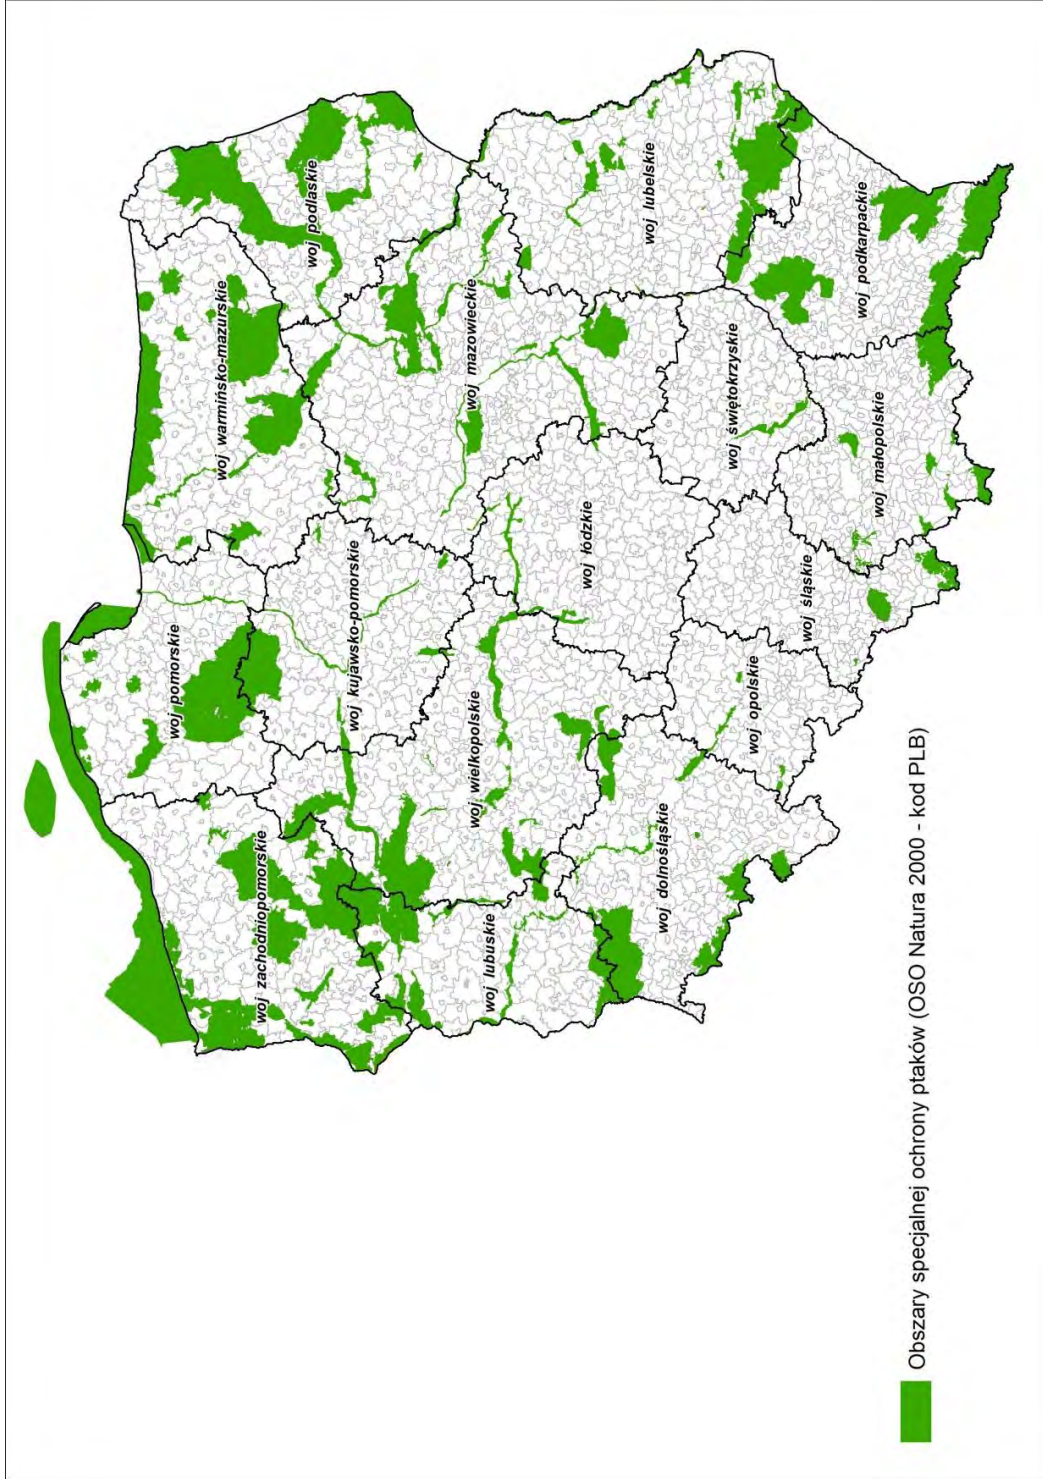 woj pomorskie
woj warmińsko-mazurskie
woj podlaskie
woj zachodniopomorskie
woj kujawsko-pomorskie
woj mazowieckie
woj lubuskie
woj wielkopolskie
woj łódzkie
woj lubelskie
woj dolnośląskie
woj opolskie
woj śląskie
woj świętokrzyskie
woj małopolskie
woj podkarpackie
Obszary specjalnej ochrony ptaków (OSO Natura 2000 - kod PLB)